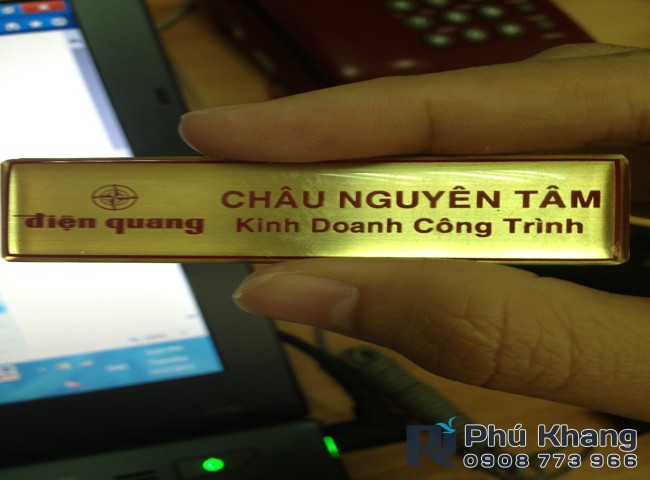 điện quang
CHÂU NGUYÊN TÂM
Kinh Doanh Công Trình
Phú Khang
0908 773 966